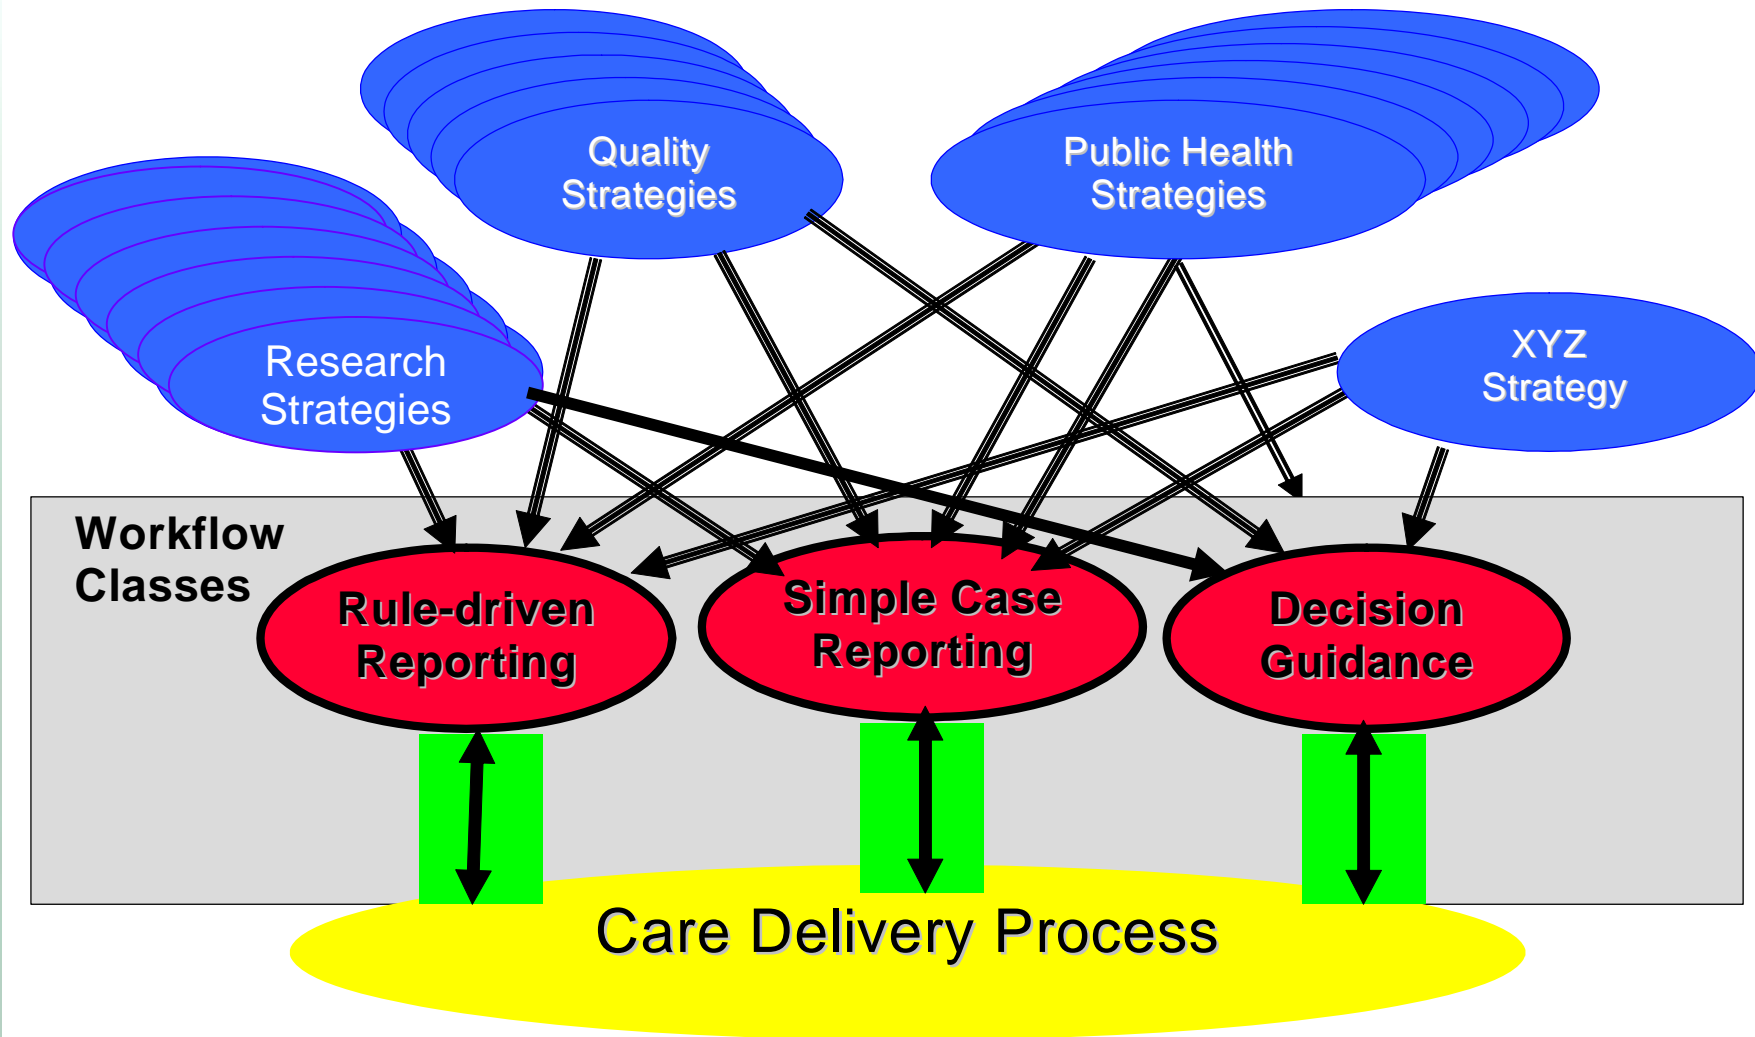 Quality
Strategies
Public Health
Strategies
Research
Strategies
XYZ
Strategy
Workflow
Classes
Rule-driven
Reporting
Simple Case
Reporting
Decision
Guidance
Care Delivery Process